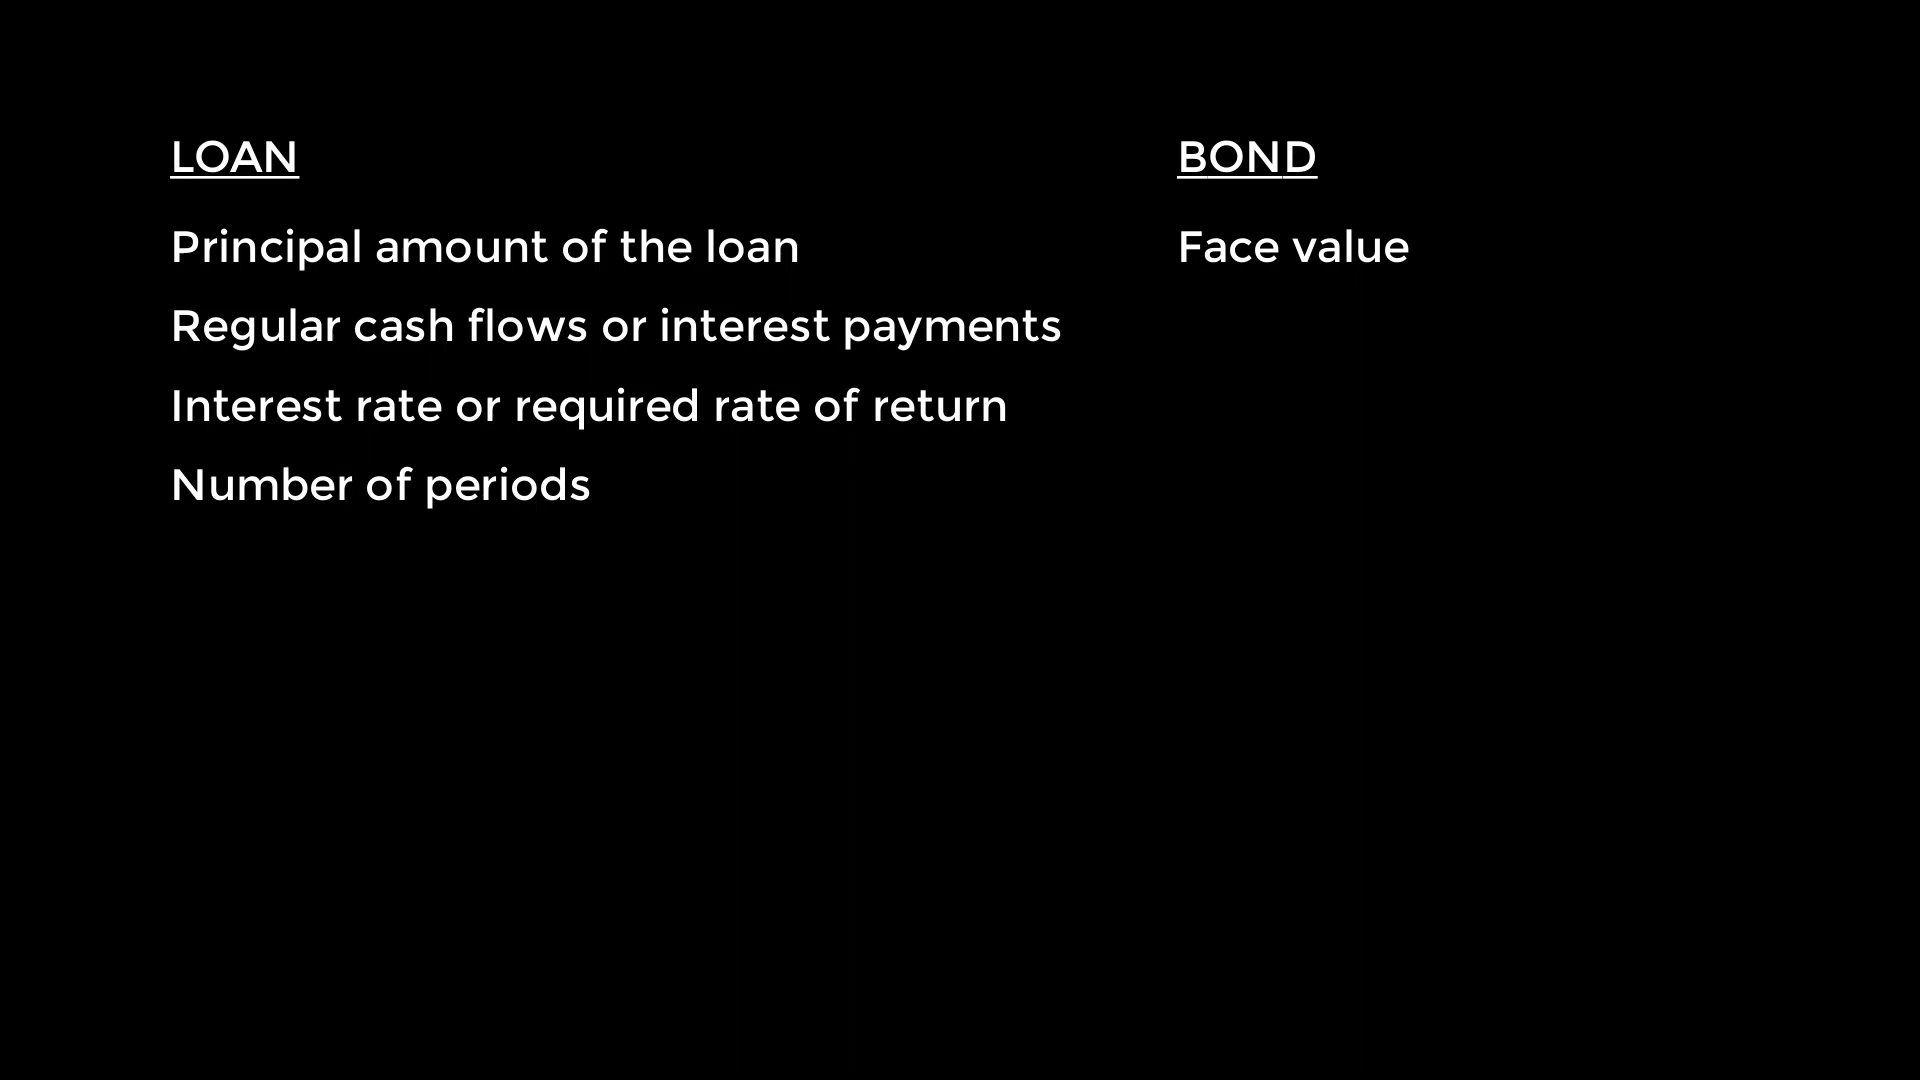 LOAN
Principal amount of the loan
Regular cash flows or interest payments
Interest rate or required rate of return
Number of periods
BOND
Face value